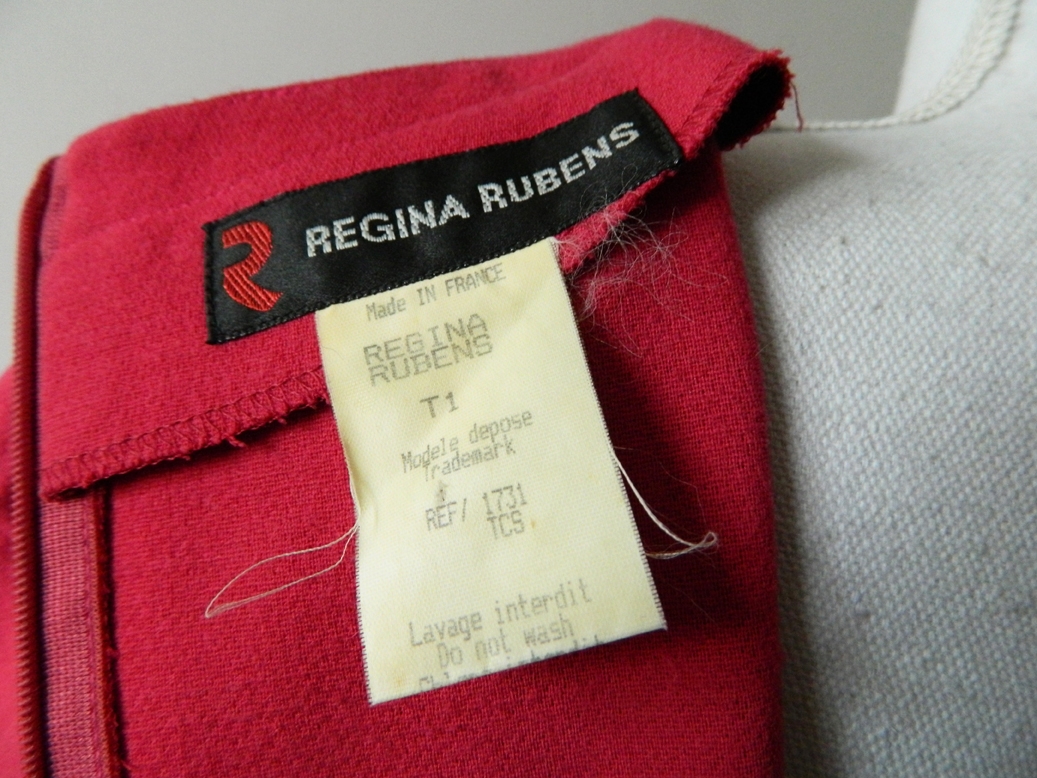 REGINA RUBENS
Made IN FRANCE
REGINA
RUBENS
T1
Modele depose
Trademark
REF/ 1731
TCS
Lavage interdit
Do not wash